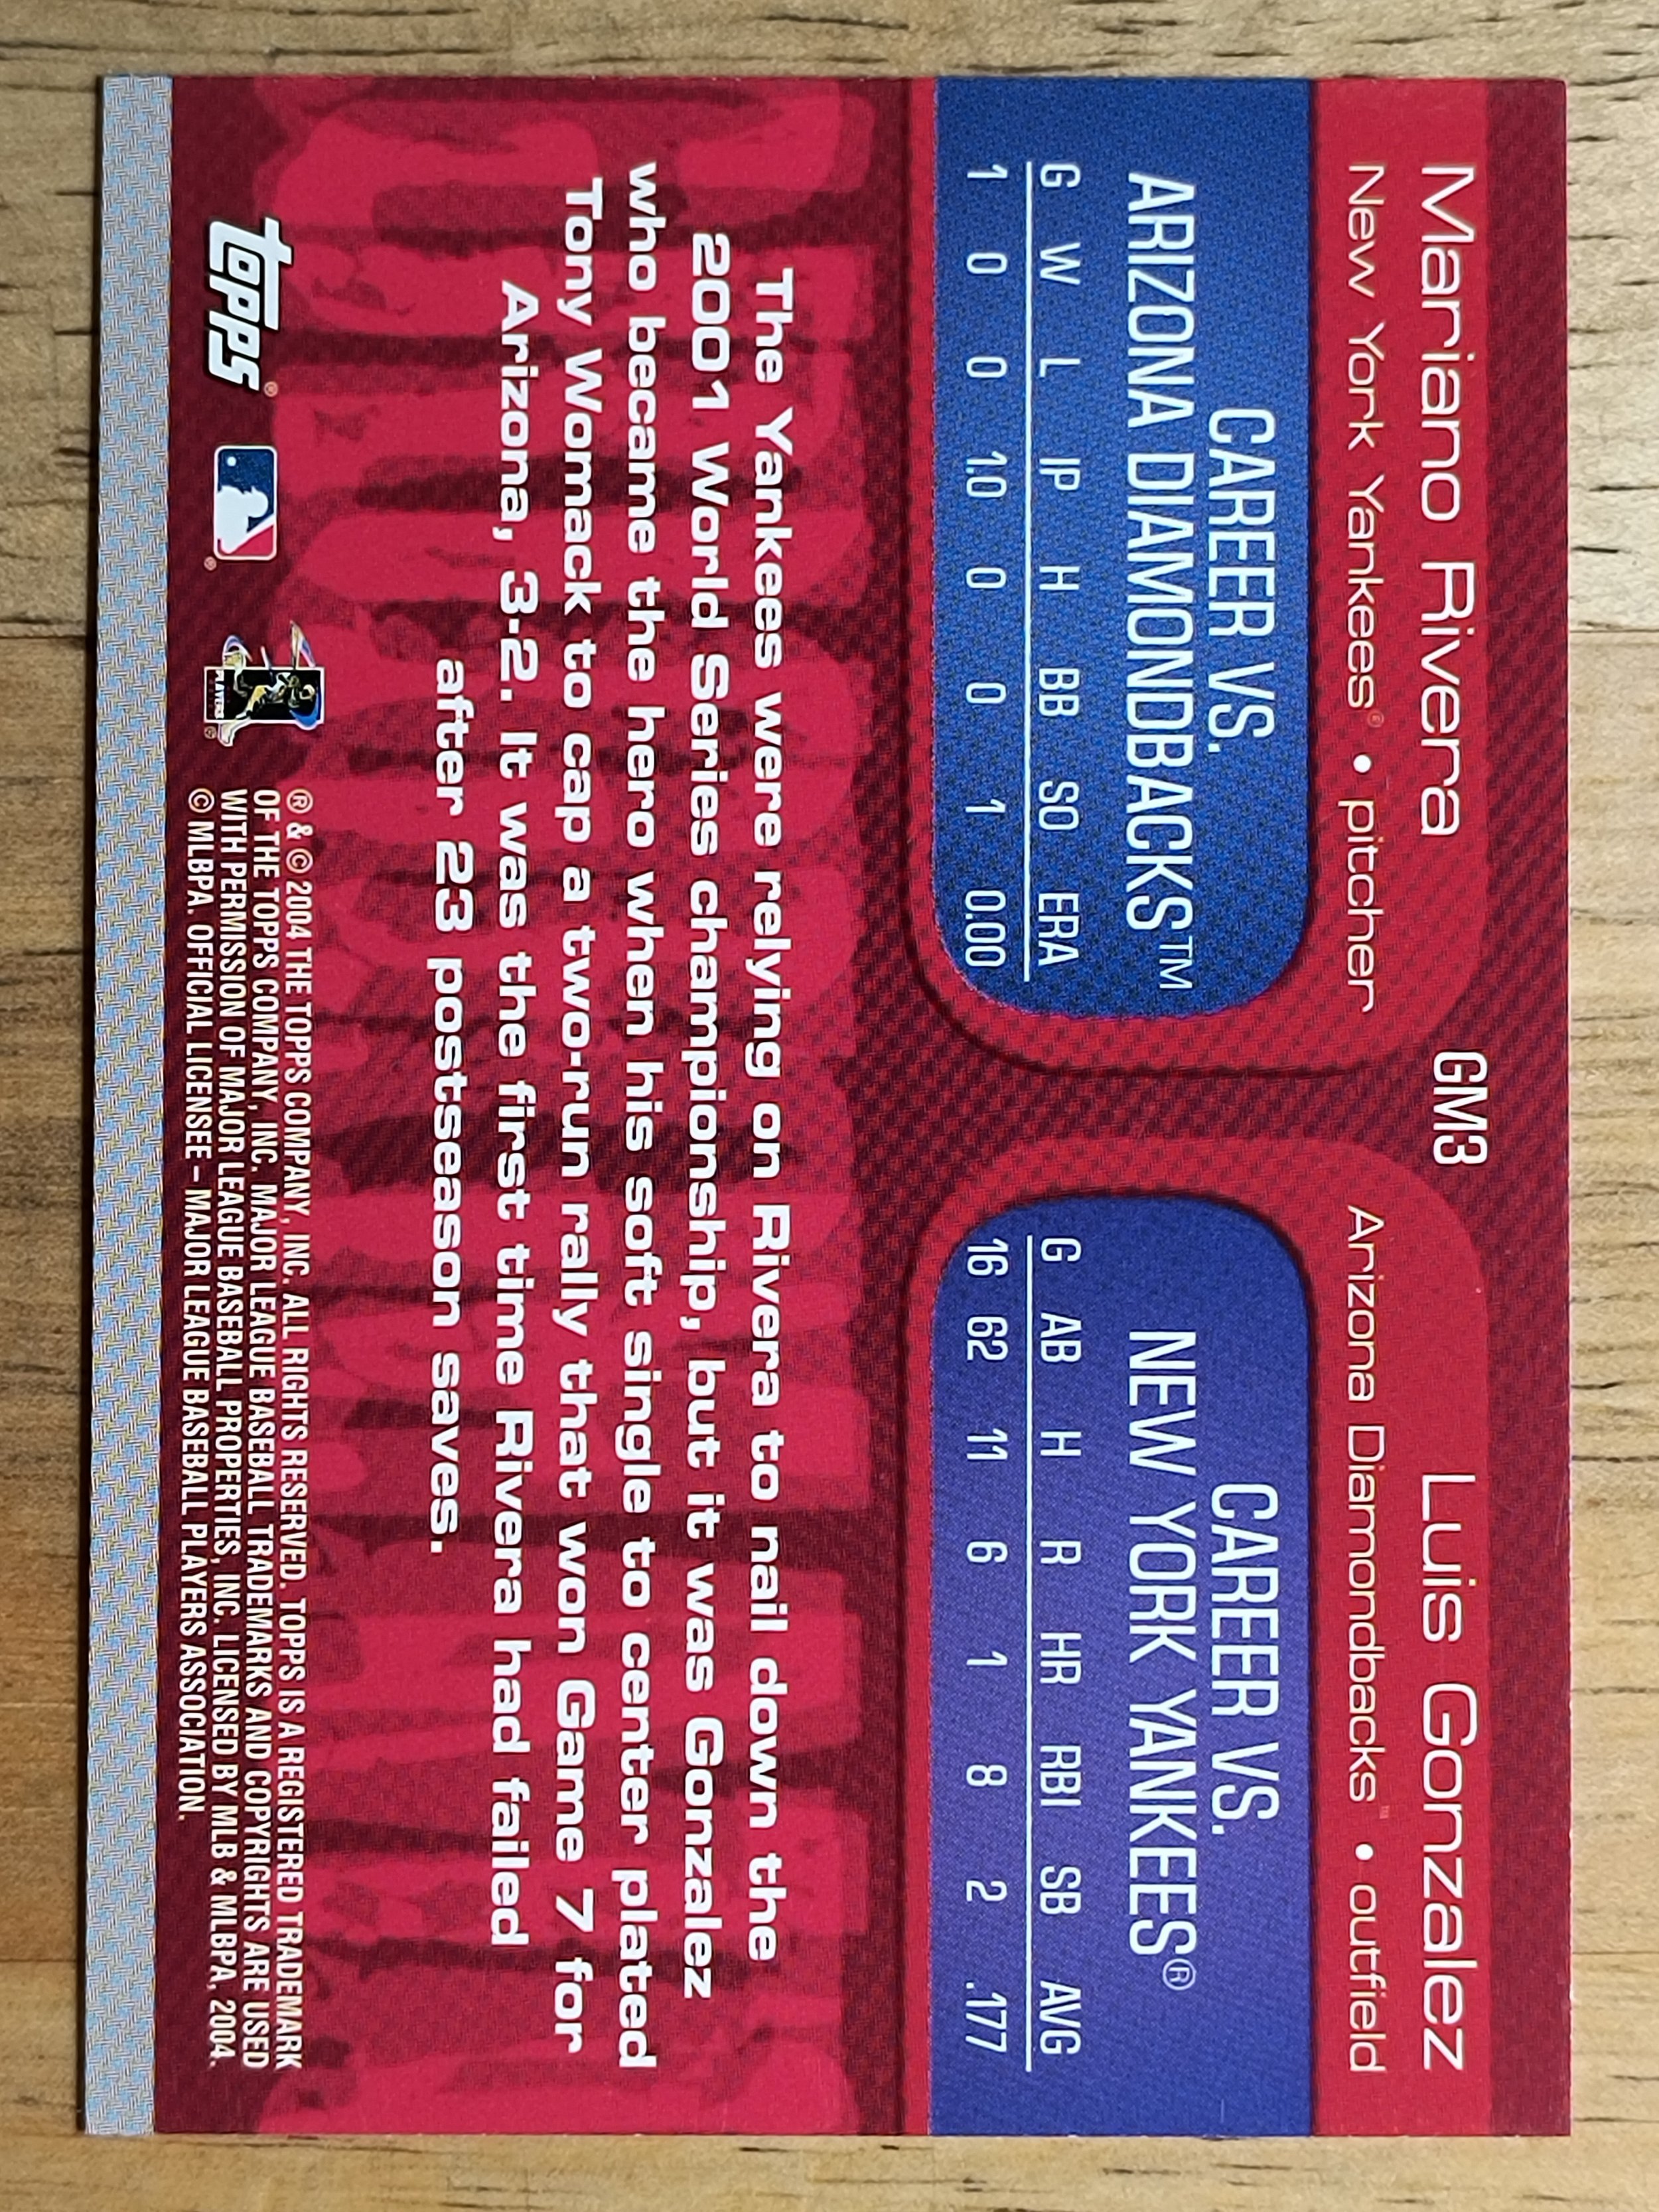 Mariano Rivera
New York Yankees® • pitcher
GM3
Luis Gonzalez
Arizona Diamondbacks™ • outfield
CAREER VS.
ARIZONA DIAMONDBACKS™
G W L IP H BB SO ERA
1 0 0 1.0 0 0 1 0.00
CAREER VS.
NEW YORK YANKEES®
G AB H R HR RBI SB AVG
16 62 11 6 1 8 2 .177
The Yankees were relying on Rivera to nail down the
2001 World Series championship, but it was Gonzalez
who became the hero when his soft single to center plated
Tony Womack to cap a two-run rally that won Game 7 for
Arizona, 3-2. It was the first time Rivera had failed
after 23 postseason saves.
topps®
®
PLAYERS
®
® & © 2004 THE TOPPS COMPANY, INC. ALL RIGHTS RESERVED. TOPPS IS A REGISTERED TRADEMARK
OF THE TOPPS COMPANY, INC. MAJOR LEAGUE BASEBALL TRADEMARKS AND COPYRIGHTS ARE USED
WITH PERMISSION OF MAJOR LEAGUE BASEBALL PROPERTIES, INC. LICENSED BY MLB & MLBPA, 2004.
© MLBPA. OFFICIAL LICENSEE – MAJOR LEAGUE BASEBALL PLAYERS ASSOCIATION.